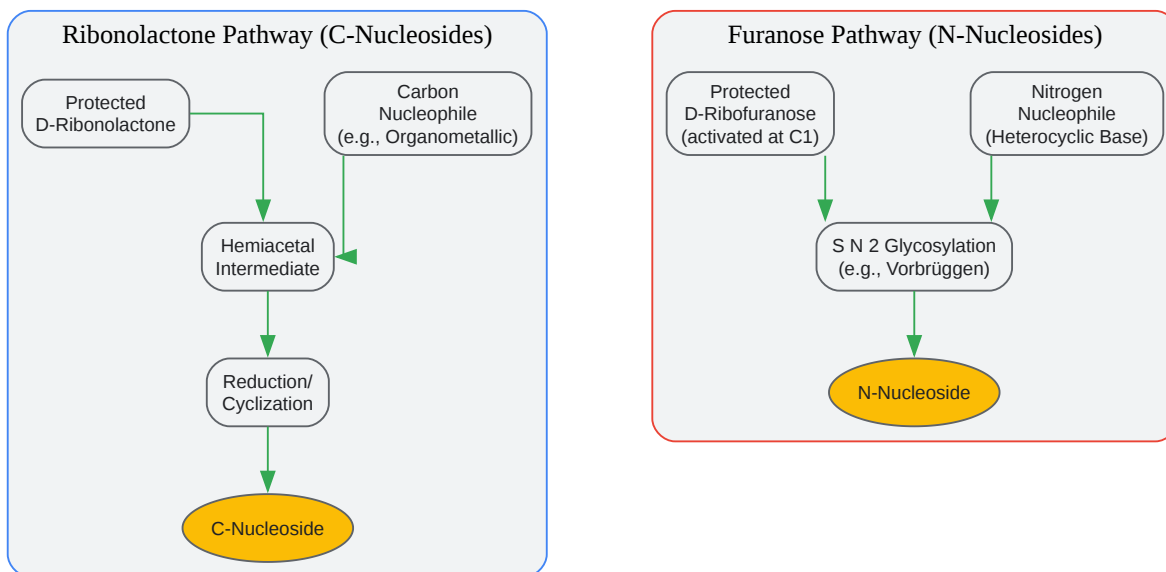 Ribonolactone Pathway (C-Nucleosides)
Protected
D-Ribonolactone
Carbon
Nucleophile
(e.g., Organometallic)
Hemiacetal
Intermediate
Reduction/
Cyclization
C-Nucleoside
Furanose Pathway (N-Nucleosides)
Protected
D-Ribofuranose
(activated at C1)
Nitrogen
Nucleophile
(Heterocyclic Base)
S N 2 Glycosylation
(e.g., Vorbrüggen)
N-Nucleoside